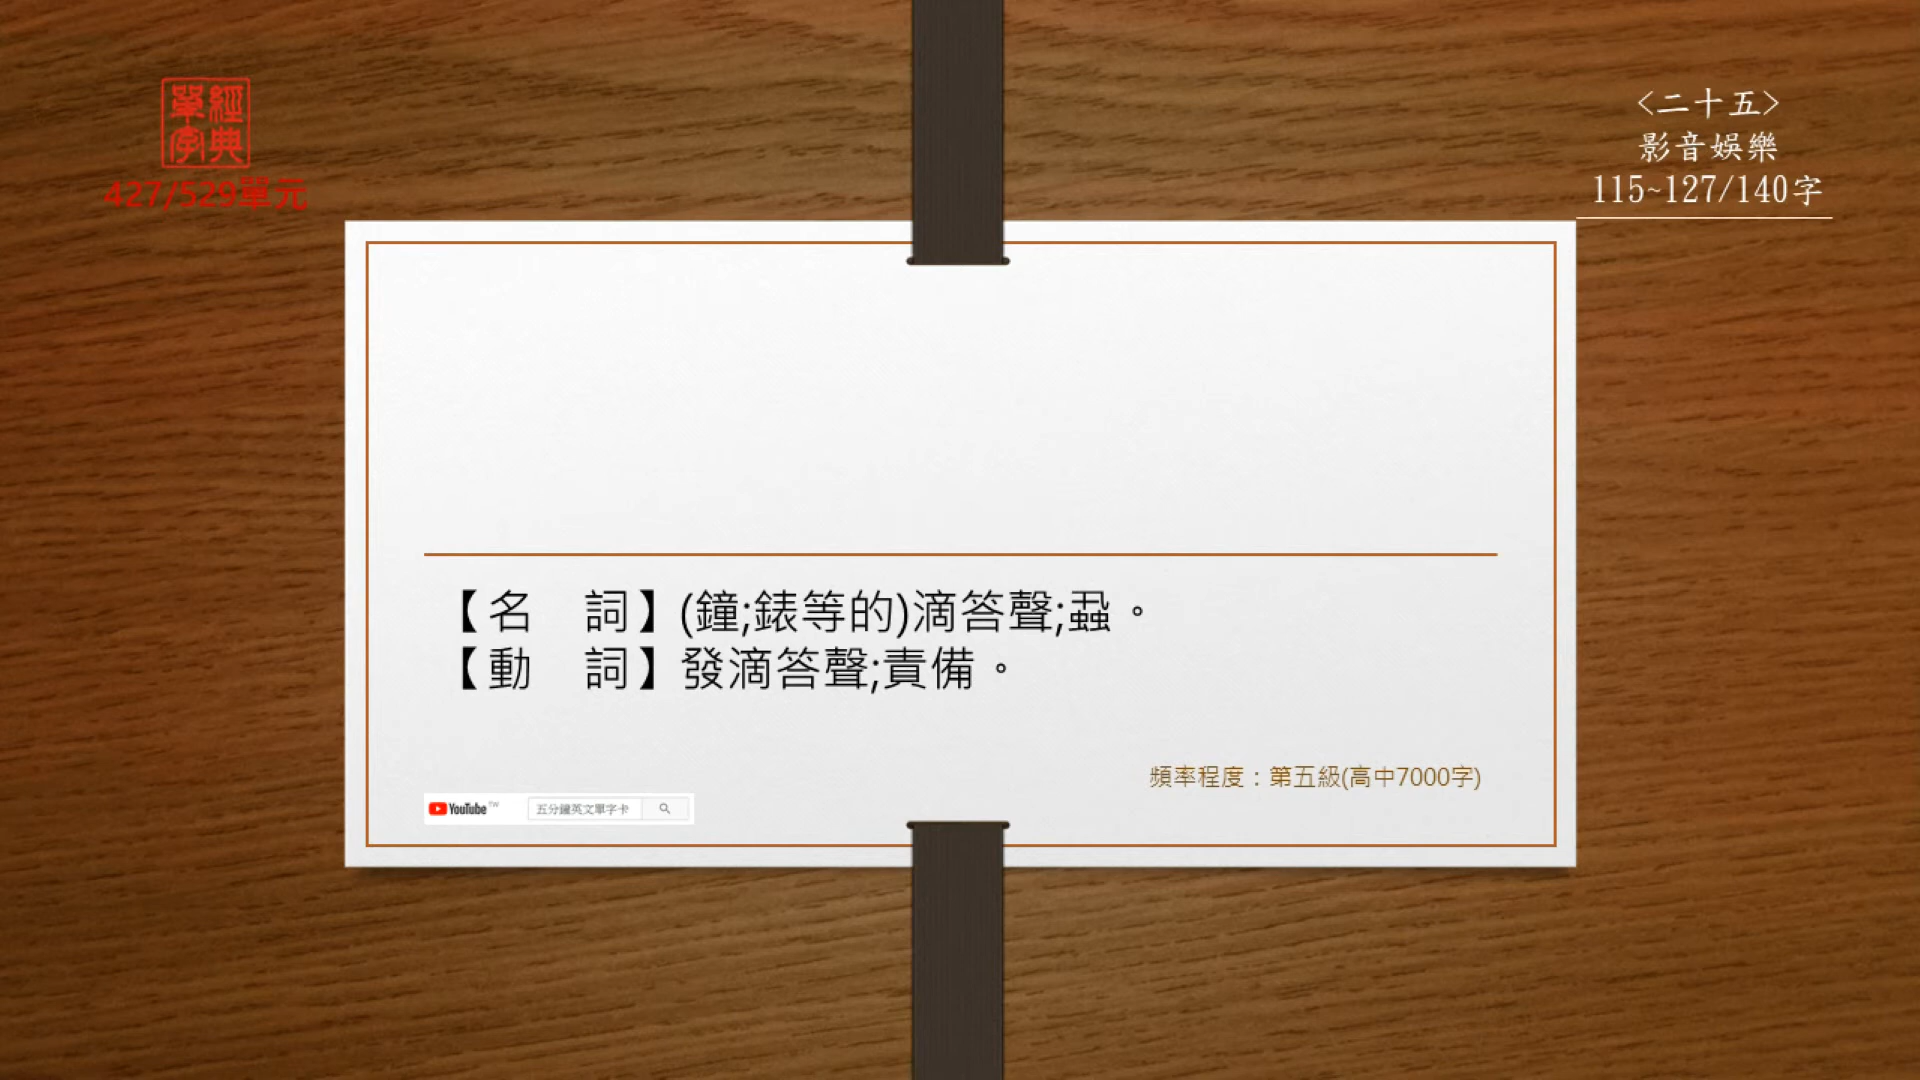 經典
單字
427/529單元
<二十五>
影音娛樂
115~127/140字
【名　詞】(鐘;錶等的)滴答聲;蝨。
【動　詞】發滴答聲;責備。
頻率程度：第五級(高中7000字)
YouTube TW
五分鐘英文單字卡